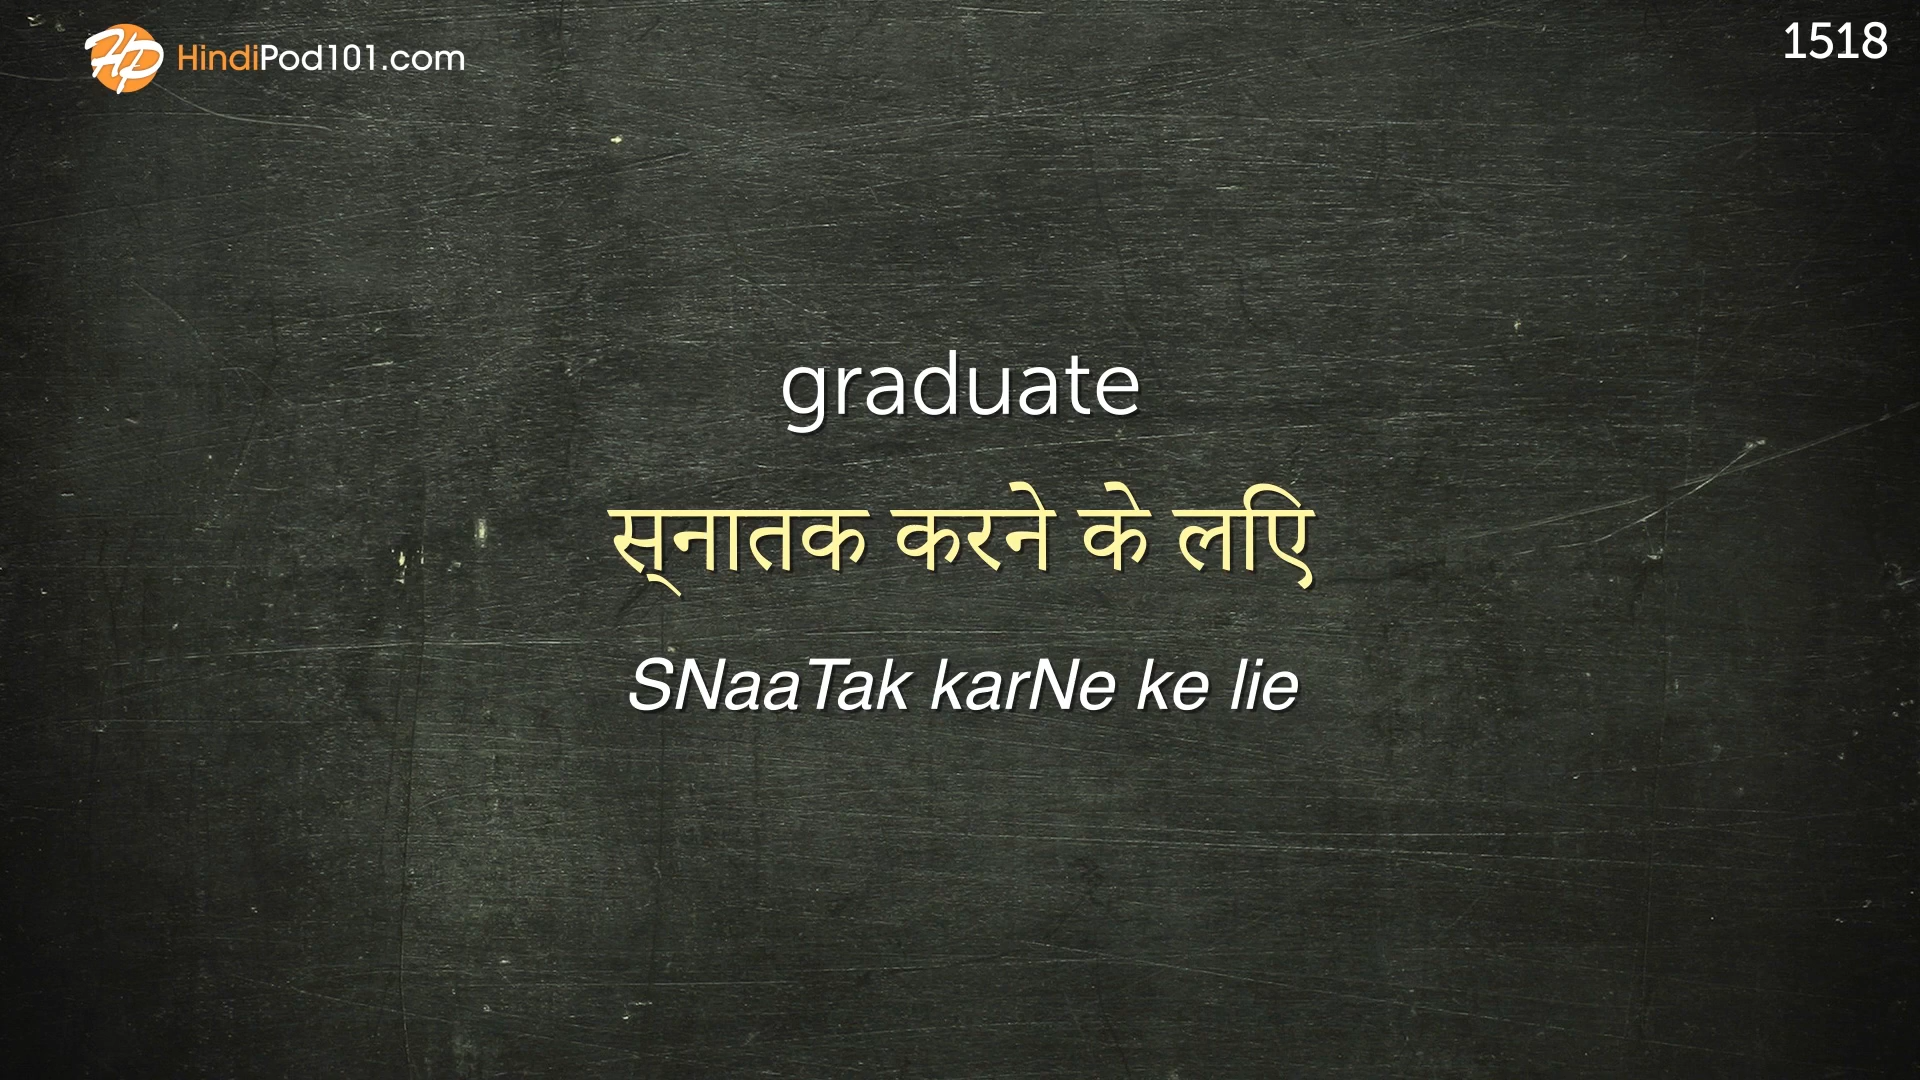 HindiPod101.com
1518
graduate
स्नातक करने के लिए
SNaaTak karNe ke lie